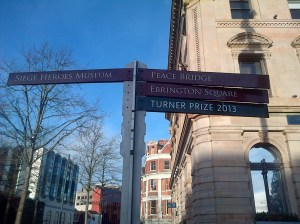 Siege Heroes Museum
Peace Bridge
Ebrington Square
TURNER PRIZE 2013